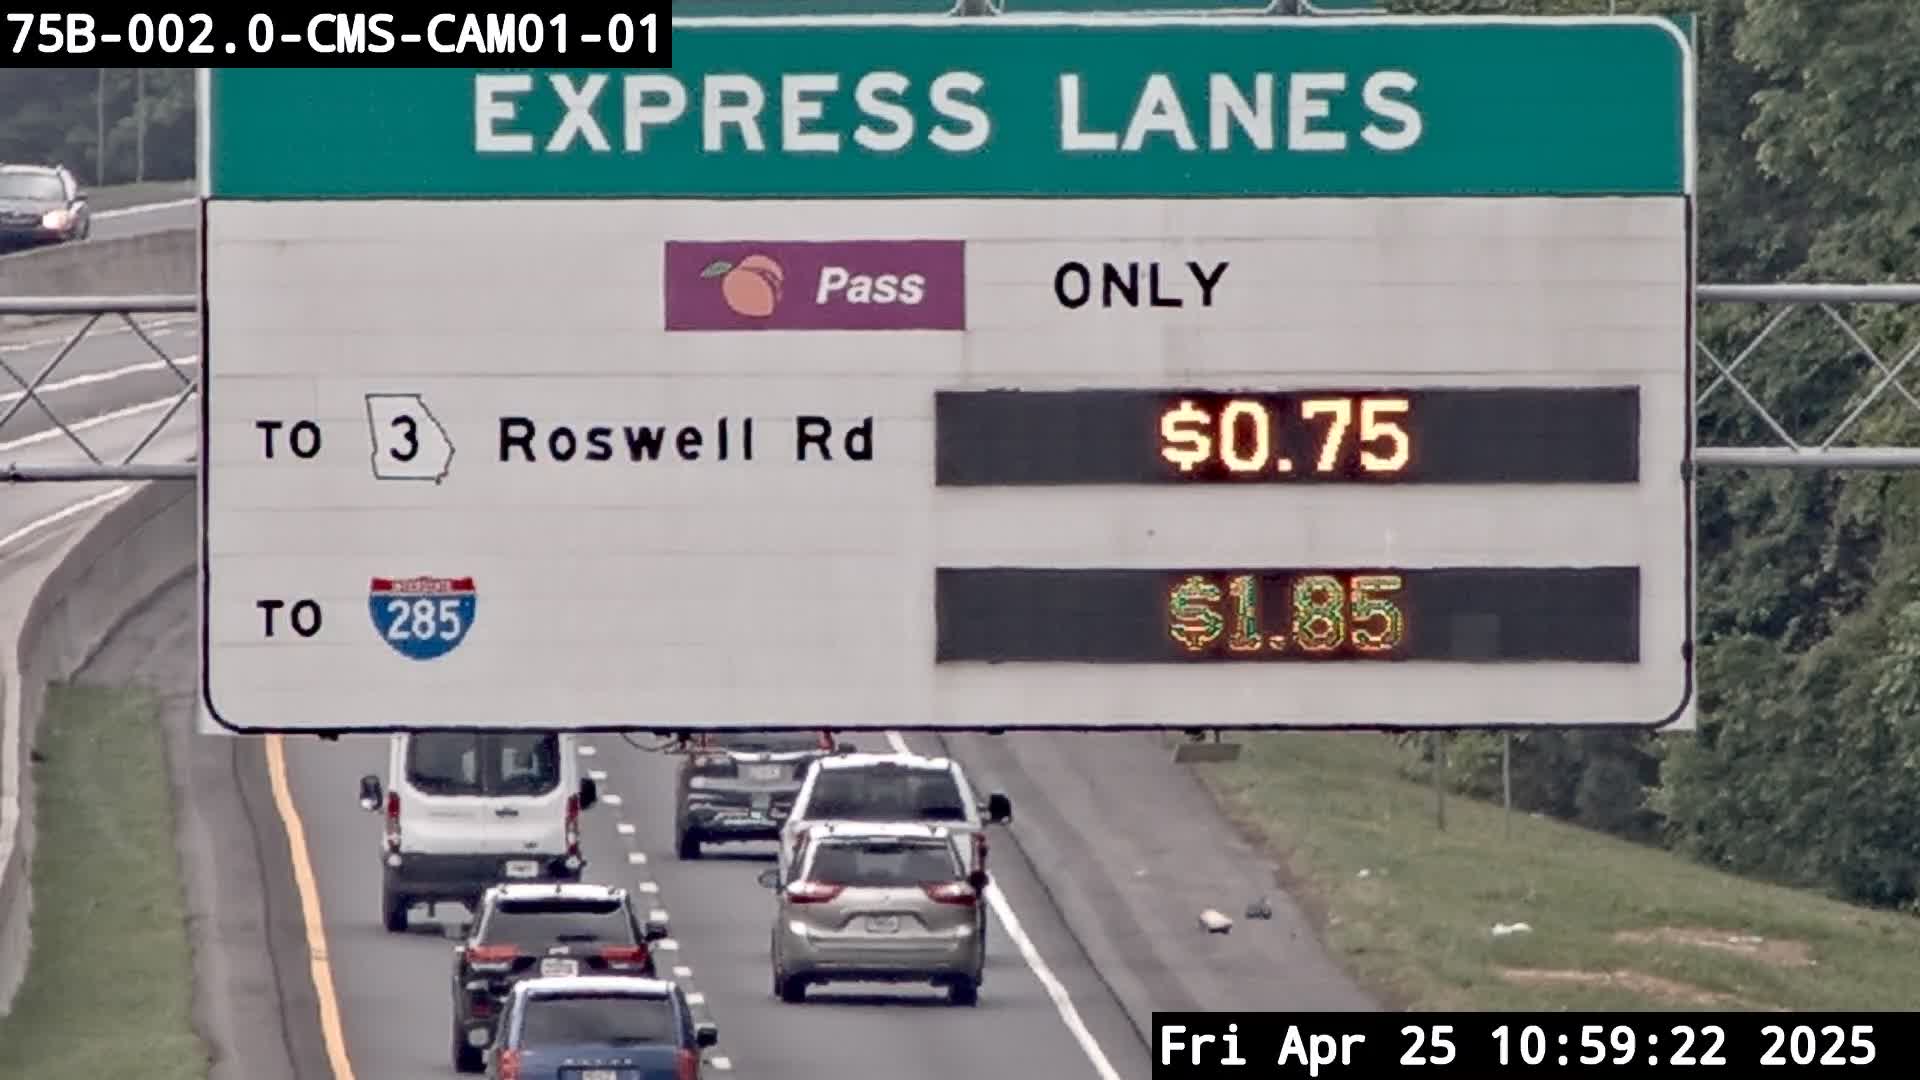 75B-002.0-CMS-CAM01-01
EXPRESS LANES
Pass ONLY
TO 3 Roswell Rd $0.75
TO INTERSTATE 285 $1.85
Fri Apr 25 10:59:22 2025